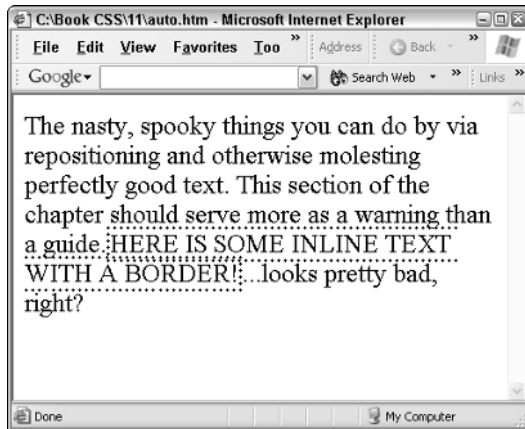 C:\Book CSS\11\auto.htm - Microsoft Internet Explorer
File Edit View Favorites Too » Address Back »
Google Search Web » Links »
The nasty, spooky things you can do by via
repositioning and otherwise molesting
perfectly good text. This section of the
chapter should serve more as a warning than
a guide. HERE IS SOME INLINE TEXT
WITH A BORDER! ...looks pretty bad,
right?
Done My Computer